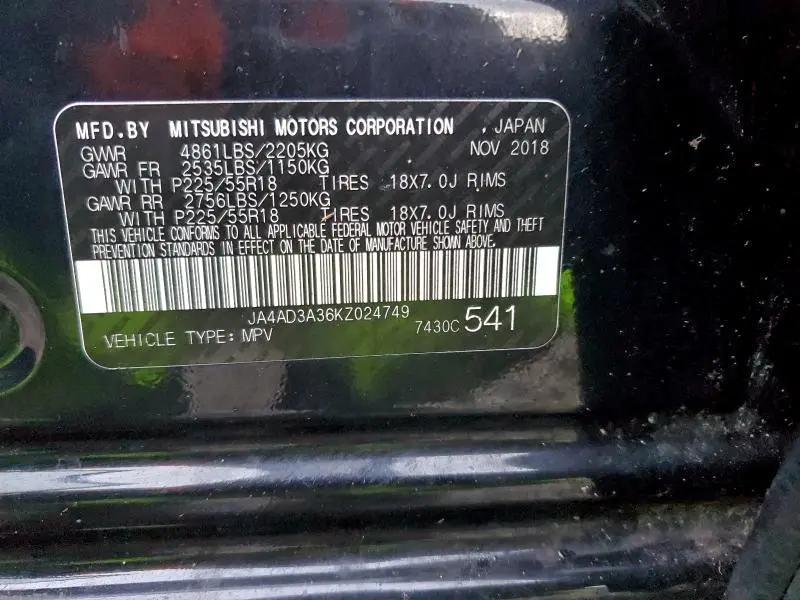 MFD.BY MITSUBISHI MOTORS CORPORATION , JAPAN
GVWR 4861LBS/2205KG NOV 2018
GAWR FR 2535LBS/1150KG
WITH P225/55R18 TIRES 18X7.0J RIMS
GAWR RR 2756LBS/1250KG
WITH P225/55R18 TIRES 18X7.0J RIMS
THIS VEHICLE CONFORMS TO ALL APPLICABLE FEDERAL MOTOR VEHICLE SAFETY AND THEFT
PREVENTION STANDARDS IN EFFECT ON THE DATE OF MANUFACTURE SHOWN ABOVE.
JA4AD3A36KZ024749
VEHICLE TYPE: MPV 7430C 541